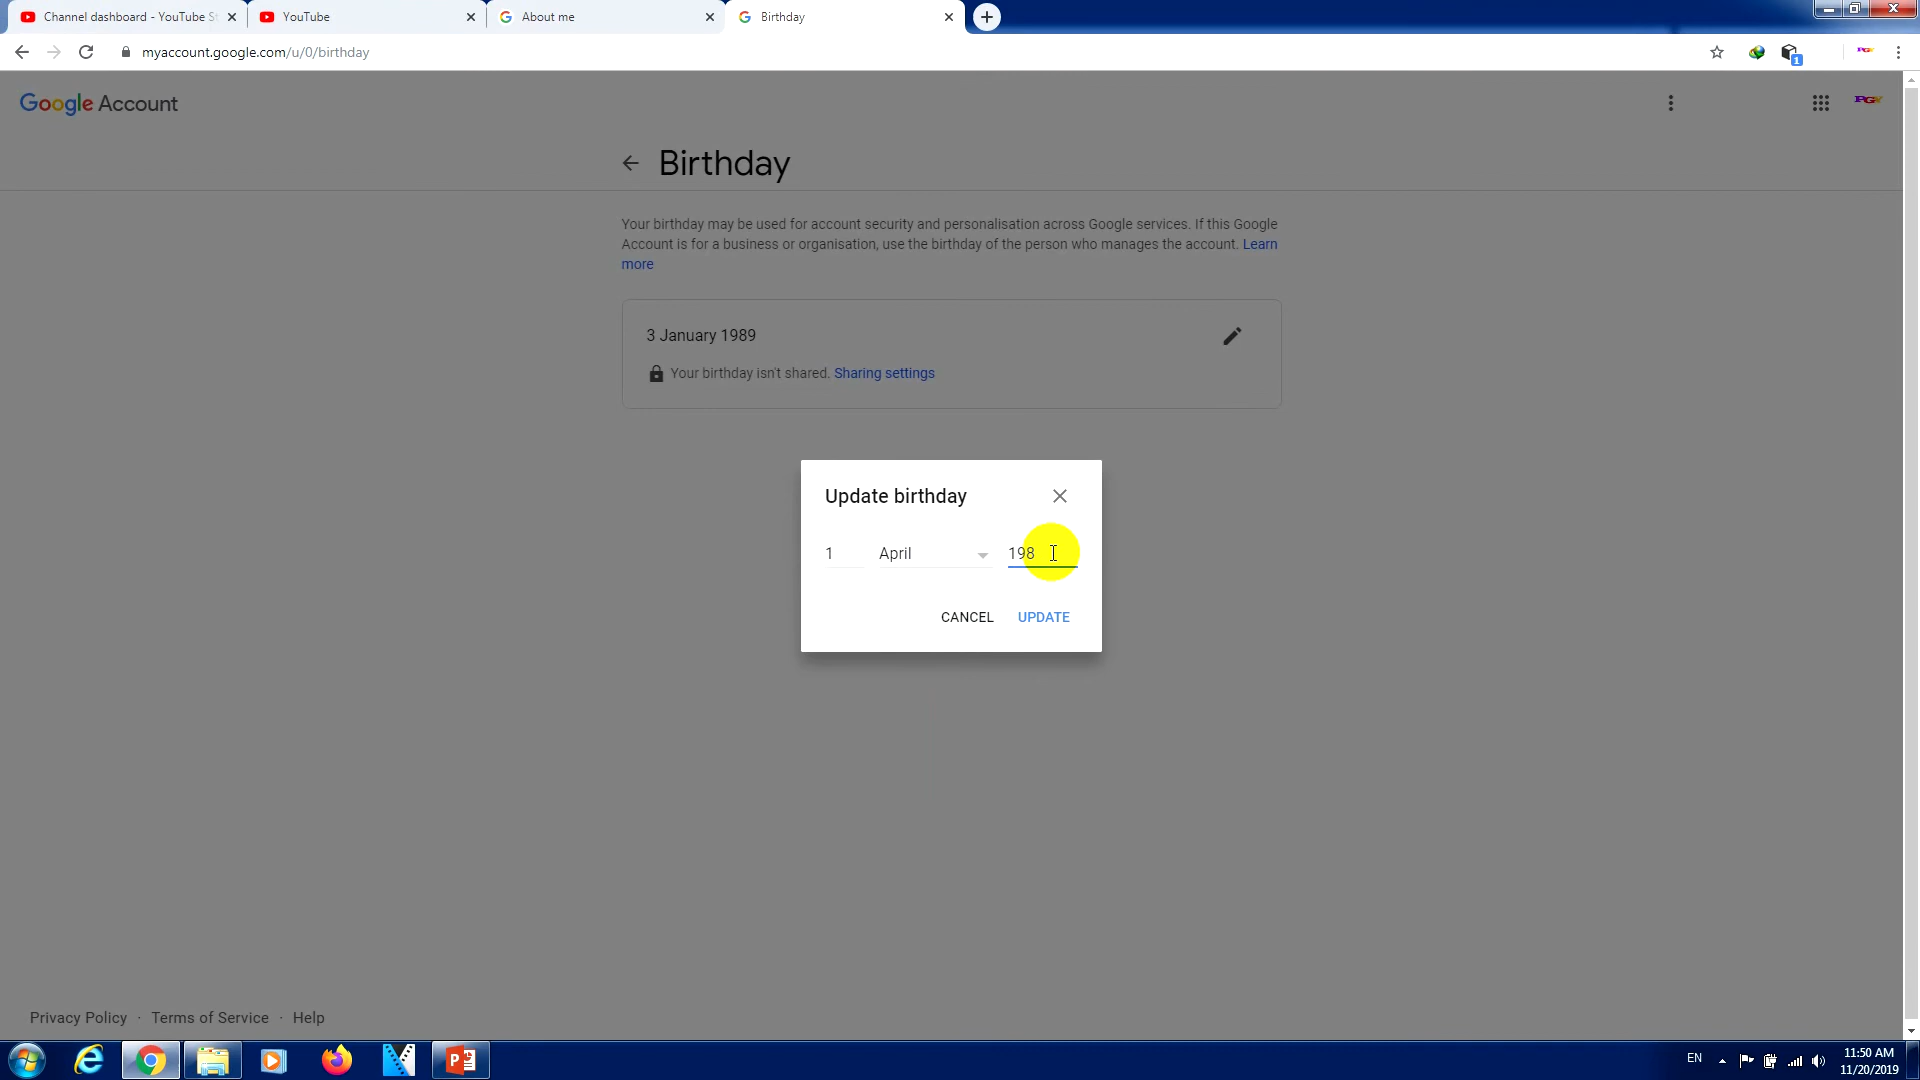 Channel dashboard - YouTube St
YouTube
About me
Birthday
myaccount.google.com/u/0/birthday
1
PGY
Google Account
PGY
Birthday
Your birthday may be used for account security and personalisation across Google services. If this Google
Account is for a business or organisation, use the birthday of the person who manages the account. Learn
more
3 January 1989
Your birthday isn't shared. Sharing settings
Update birthday
1 April 198
CANCEL UPDATE
Privacy Policy · Terms of Service · Help
EN
11:50 AM
11/20/2019